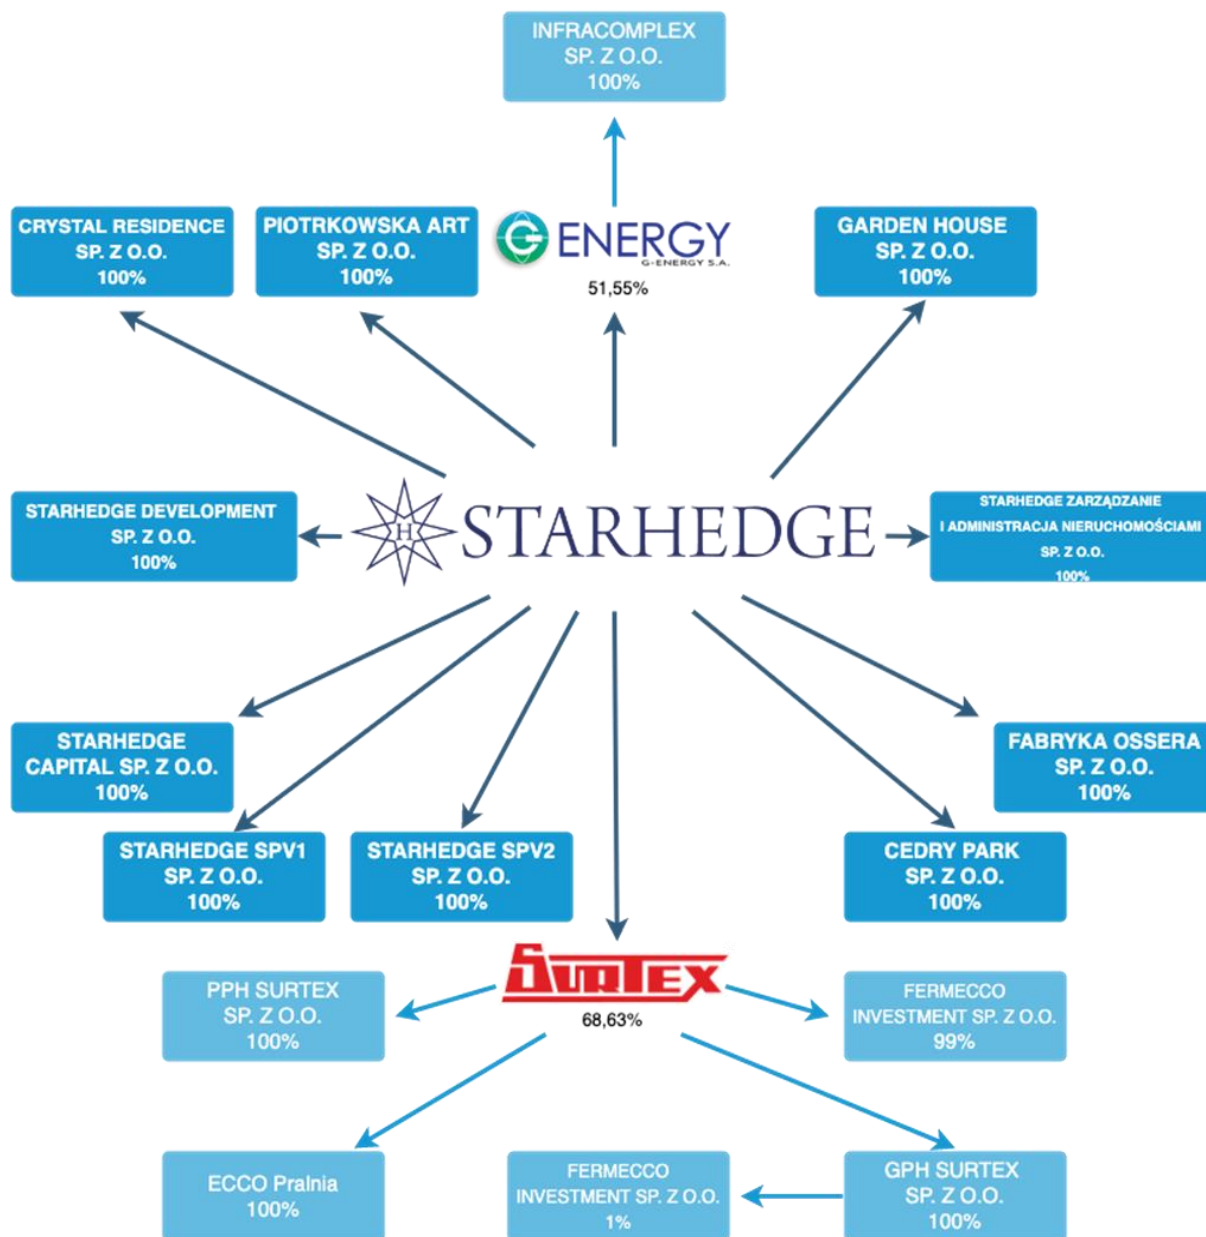 INFRACOMPLEX
SP. Z O.O.
100%
CRYSTAL RESIDENCE
SP. Z O.O.
100%
PIOTRKOWSKA ART
SP. Z O.O.
100%
G ENERGY
G-ENERGY S.A.
51,55%
GARDEN HOUSE
SP. Z O.O.
100%
STARHEDGE DEVELOPMENT
SP. Z O.O.
100%
H STARHEDGE
STARHEDGE ZARZĄDZANIE
I ADMINISTRACJA NIERUCHOMOŚCIAMI
SP. Z O.O.
100%
STARHEDGE
CAPITAL SP. Z O.O.
100%
FABRYKA OSSERA
SP. Z O.O.
100%
STARHEDGE SPV1
SP. Z O.O.
100%
STARHEDGE SPV2
SP. Z O.O.
100%
CEDRY PARK
SP. Z O.O.
100%
SURTEX
68,63%
PPH SURTEX
SP. Z O.O.
100%
FERMECCO
INVESTMENT SP. Z O.O.
99%
ECCO Pralnia
100%
FERMECCO
INVESTMENT SP. Z O.O.
1%
GPH SURTEX
SP. Z O.O.
100%